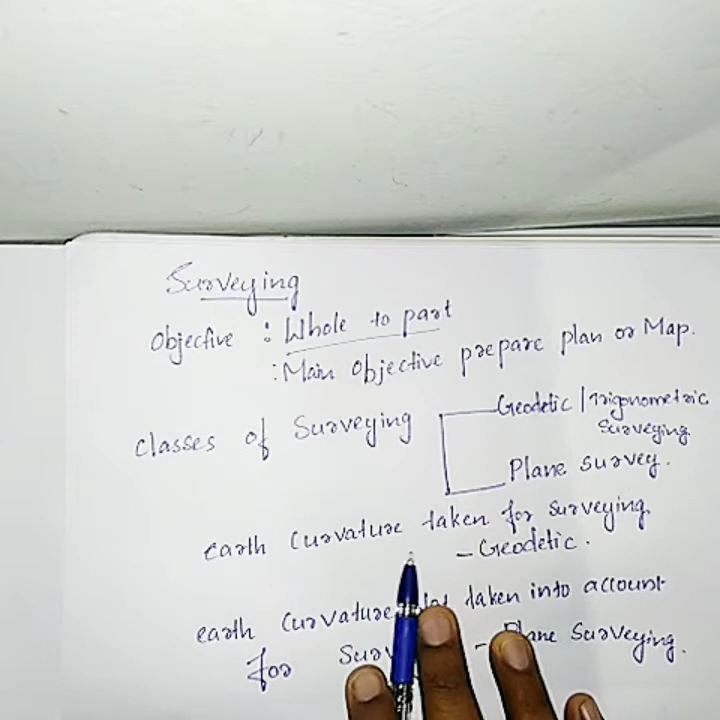 Surveying
Objective : Whole to part
: Main Objective prepare plan or Map.
Classes of Surveying
Geodetic / Trigonometric
Surveying
Plane survey.
earth curvature taken for surveying
- Geodetic.
earth curvature taken into account
for - Plane Surveying.